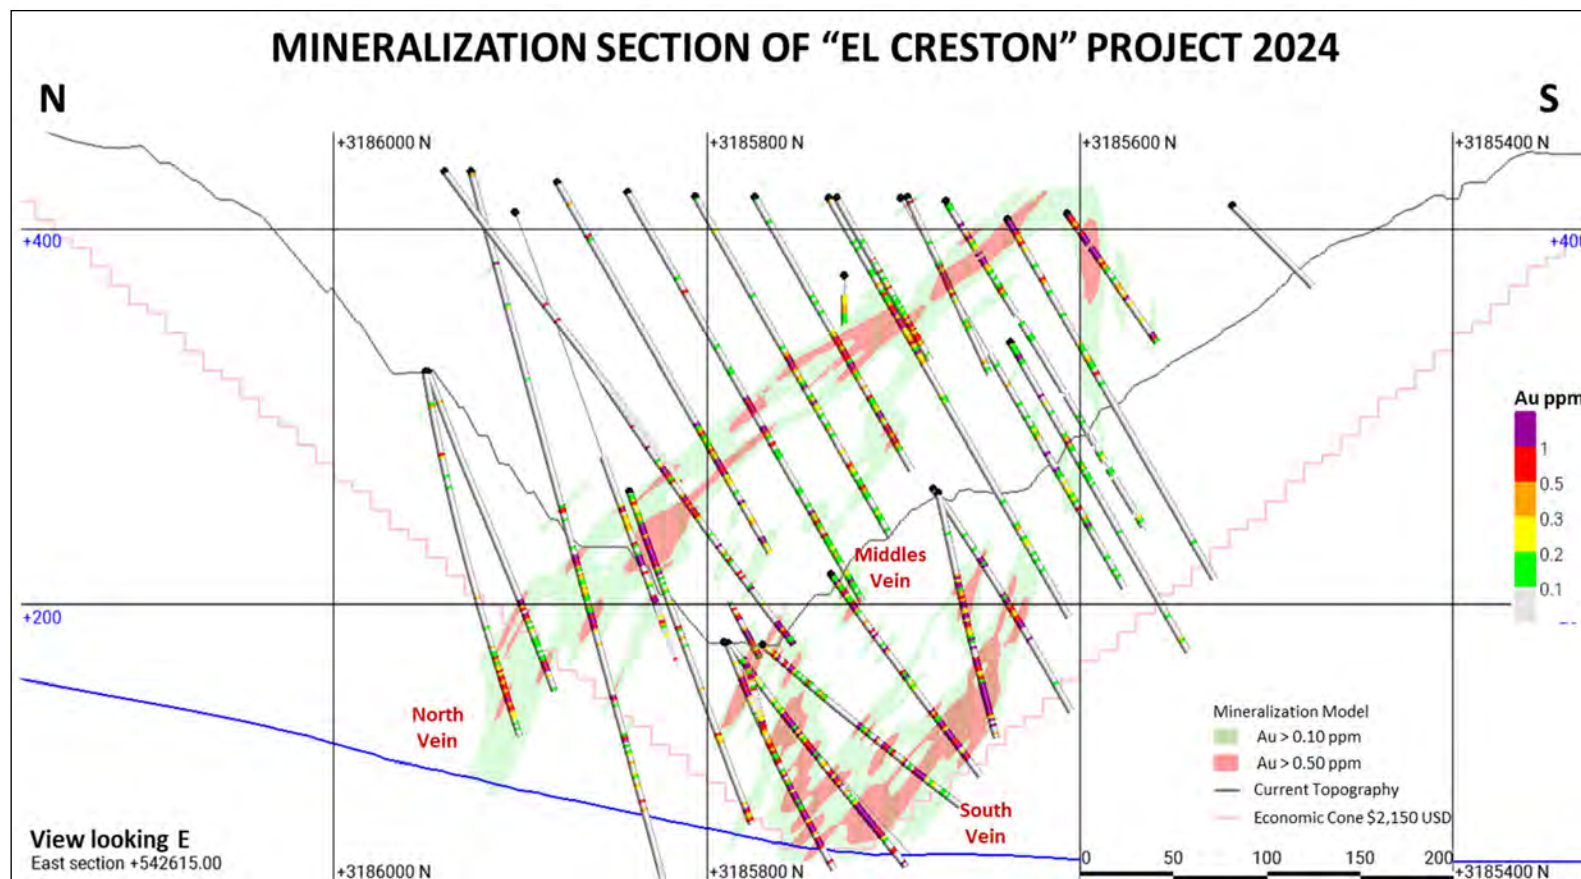 MINERALIZATION SECTION OF “EL CRESTON” PROJECT 2024
N
S
+3186000 N
+3185800 N
+3185600 N
+3185400 N
+400
+400
Au ppm
1
0.5
0.3
0.2
0.1
Middles
Vein
+200
North
Vein
Mineralization Model
Au > 0.10 ppm
Au > 0.50 ppm
Current Topography
Economic Cone $2,150 USD
South
Vein
View looking E
East section +542615.00
+3186000 N
+3185800 N
0
50
100
150
200
+3185400 N